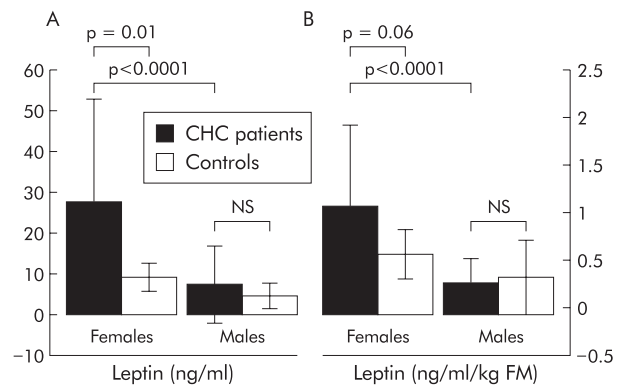 A
B
p = 0.01
p = 0.06
p<0.0001
p<0.0001
60
50
40
30
20
10
0
−10
2.5
2
1.5
1
0.5
0
−0.5
CHC patients
Controls
NS
NS
Females
Males
Females
Males
Leptin (ng/ml)
Leptin (ng/ml/kg FM)